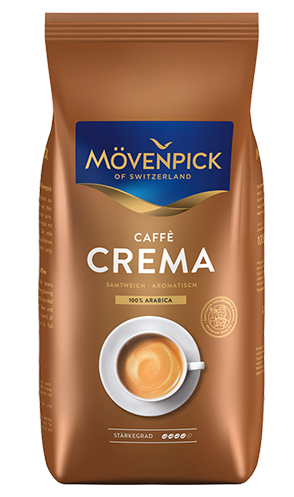 MÖVENPICK
OF SWITZERLAND
CAFFÈ
CREMA
SAMTWEICH - AROMATISCH
100% ARABICA
STÄRKEGRAD